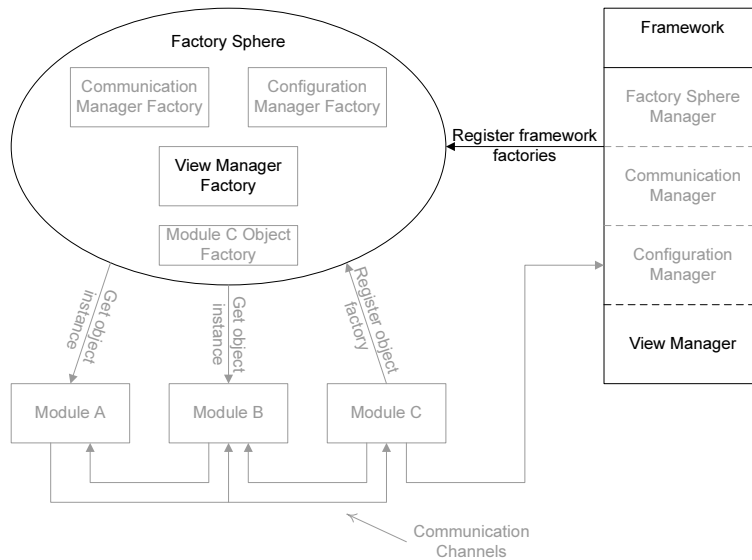 Factory Sphere
Framework
Communication
Manager Factory
Configuration
Manager Factory
View Manager
Factory
Module C Object
Factory
Register framework
factories
Factory Sphere
Manager
Communication
Manager
Configuration
Manager
View Manager
Get object
instance
Get object
instance
Register object
factory
Module A
Module B
Module C
Communication
Channels